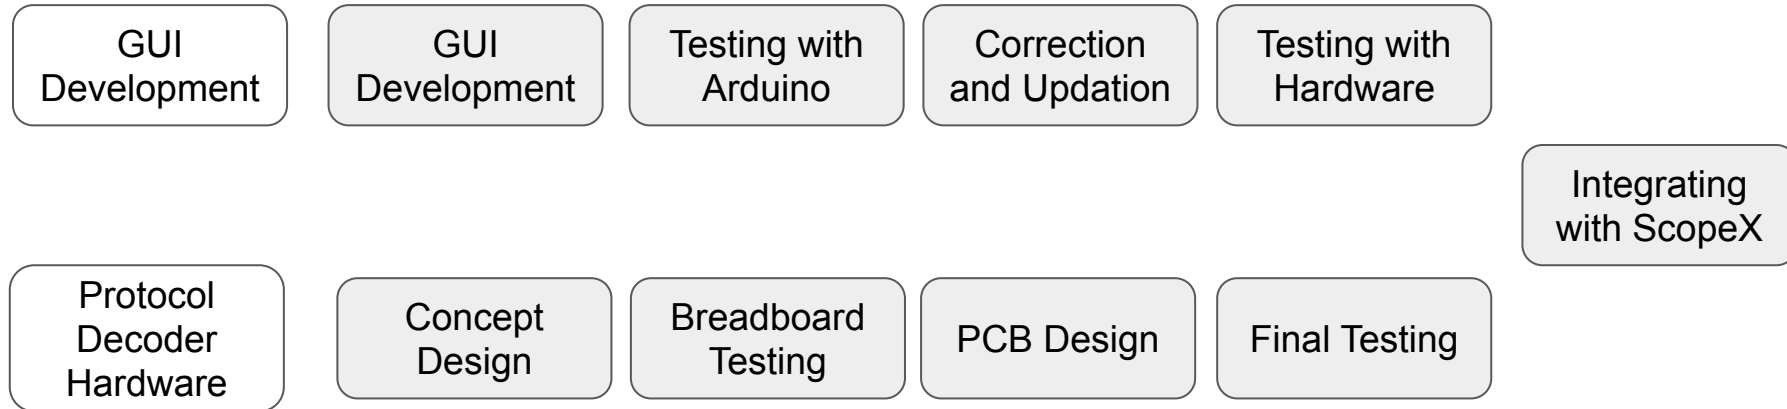 GUI
Development
GUI
Development
Testing with
Arduino
Correction
and Updation
Testing with
Hardware
Integrating
with ScopeX
Protocol
Decoder
Hardware
Concept
Design
Breadboard
Testing
PCB Design
Final Testing